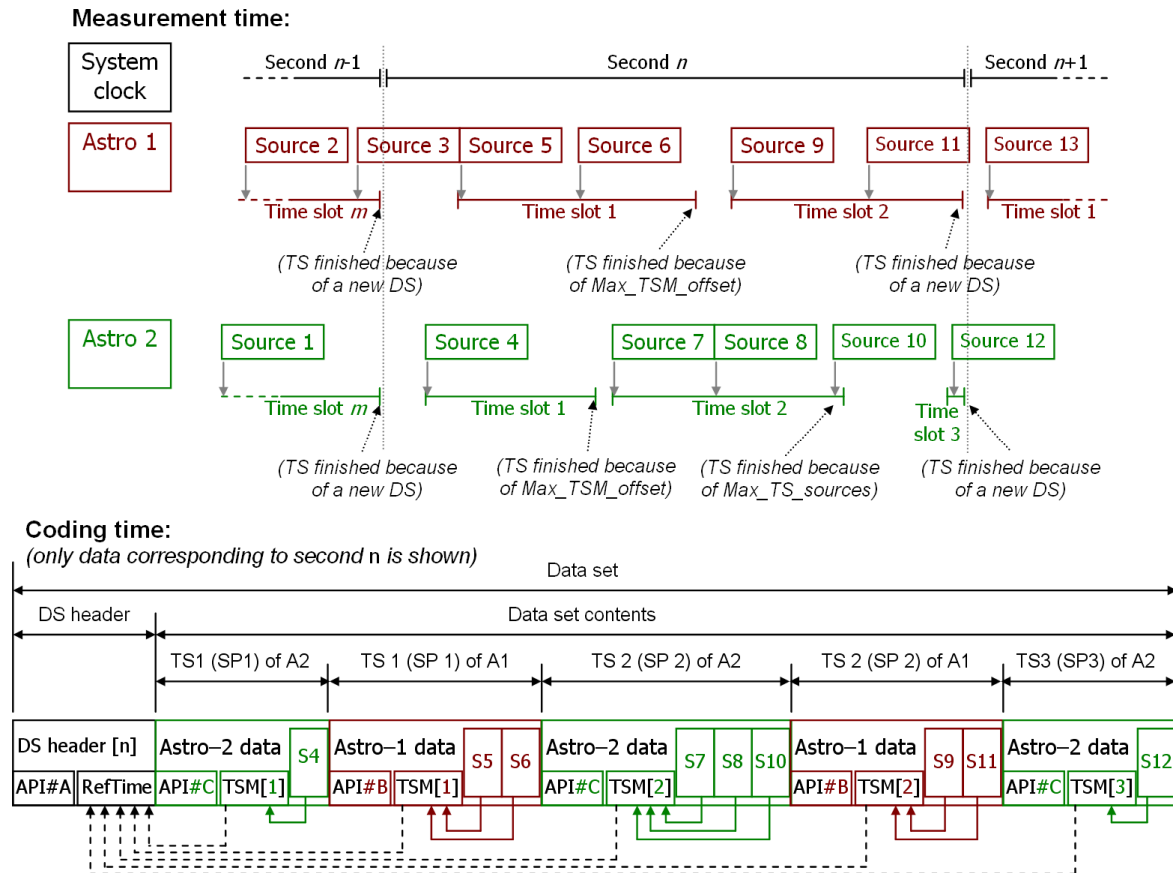 Measurement time:
System
clock
Second n-1
Second n
Second n+1
Astro 1
Source 2
Source 3
Source 5
Source 6
Source 9
Source 11
Source 13
Time slot m
Time slot 1
Time slot 2
Time slot 1
(TS finished because
of a new DS)
(TS finished because
of Max_TSM_offset)
(TS finished because
of a new DS)
Astro 2
Source 1
Source 4
Source 7
Source 8
Source 10
Source 12
Time slot m
Time slot 1
Time slot 2
Time
slot 3
(TS finished because
of a new DS)
(TS finished because
of Max_TSM_offset)
(TS finished because
of Max_TS_sources)
(TS finished because
of a new DS)
Coding time:
(only data corresponding to second n is shown)
Data set
DS header
Data set contents
TS1 (SP1) of A2
TS 1 (SP 1) of A1
TS 2 (SP 2) of A2
TS 2 (SP 2) of A1
TS3 (SP3) of A2
DS header [n]
API#A
RefTime
Astro–2 data
API#C
TSM[1]
S4
Astro–1 data
API#B
TSM[1]
S5
S6
Astro–2 data
API#C
TSM[2]
S7
S8
S10
Astro–1 data
API#B
TSM[2]
S9
S11
Astro–2 data
API#C
TSM[3]
S12